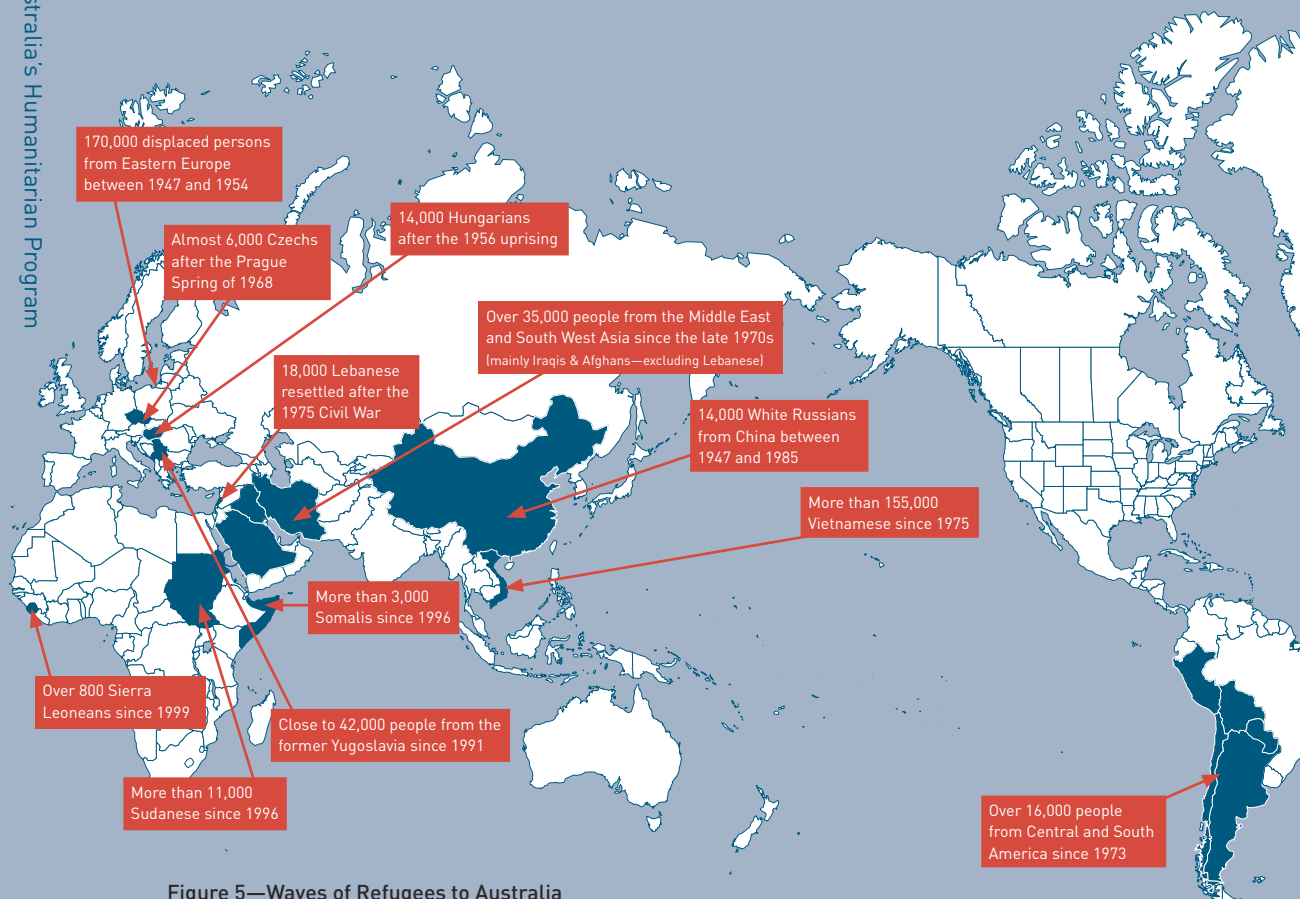 stralia's Humanitarian Program
170,000 displaced persons
from Eastern Europe
between 1947 and 1954
Almost 6,000 Czechs
after the Prague
Spring of 1968
14,000 Hungarians
after the 1956 uprising
Over 35,000 people from the Middle East
and South West Asia since the late 1970s
(mainly Iraqis & Afghans—excluding Lebanese)
18,000 Lebanese
resettled after the
1975 Civil War
14,000 White Russians
from China between
1947 and 1985
More than 155,000
Vietnamese since 1975
More than 3,000
Somalis since 1996
Over 800 Sierra
Leoneans since 1999
Close to 42,000 people from the
former Yugoslavia since 1991
More than 11,000
Sudanese since 1996
Over 16,000 people
from Central and South
America since 1973
Figure 5—Waves of Refugees to Australia